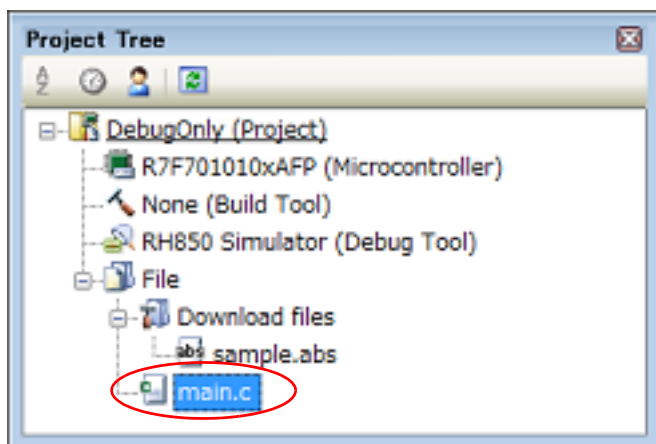 Project Tree
DebugOnly (Project)
R7F701010xAFP (Microcontroller)
None (Build Tool)
RH850 Simulator (Debug Tool)
File
Download files
abs sample.abs
main.c